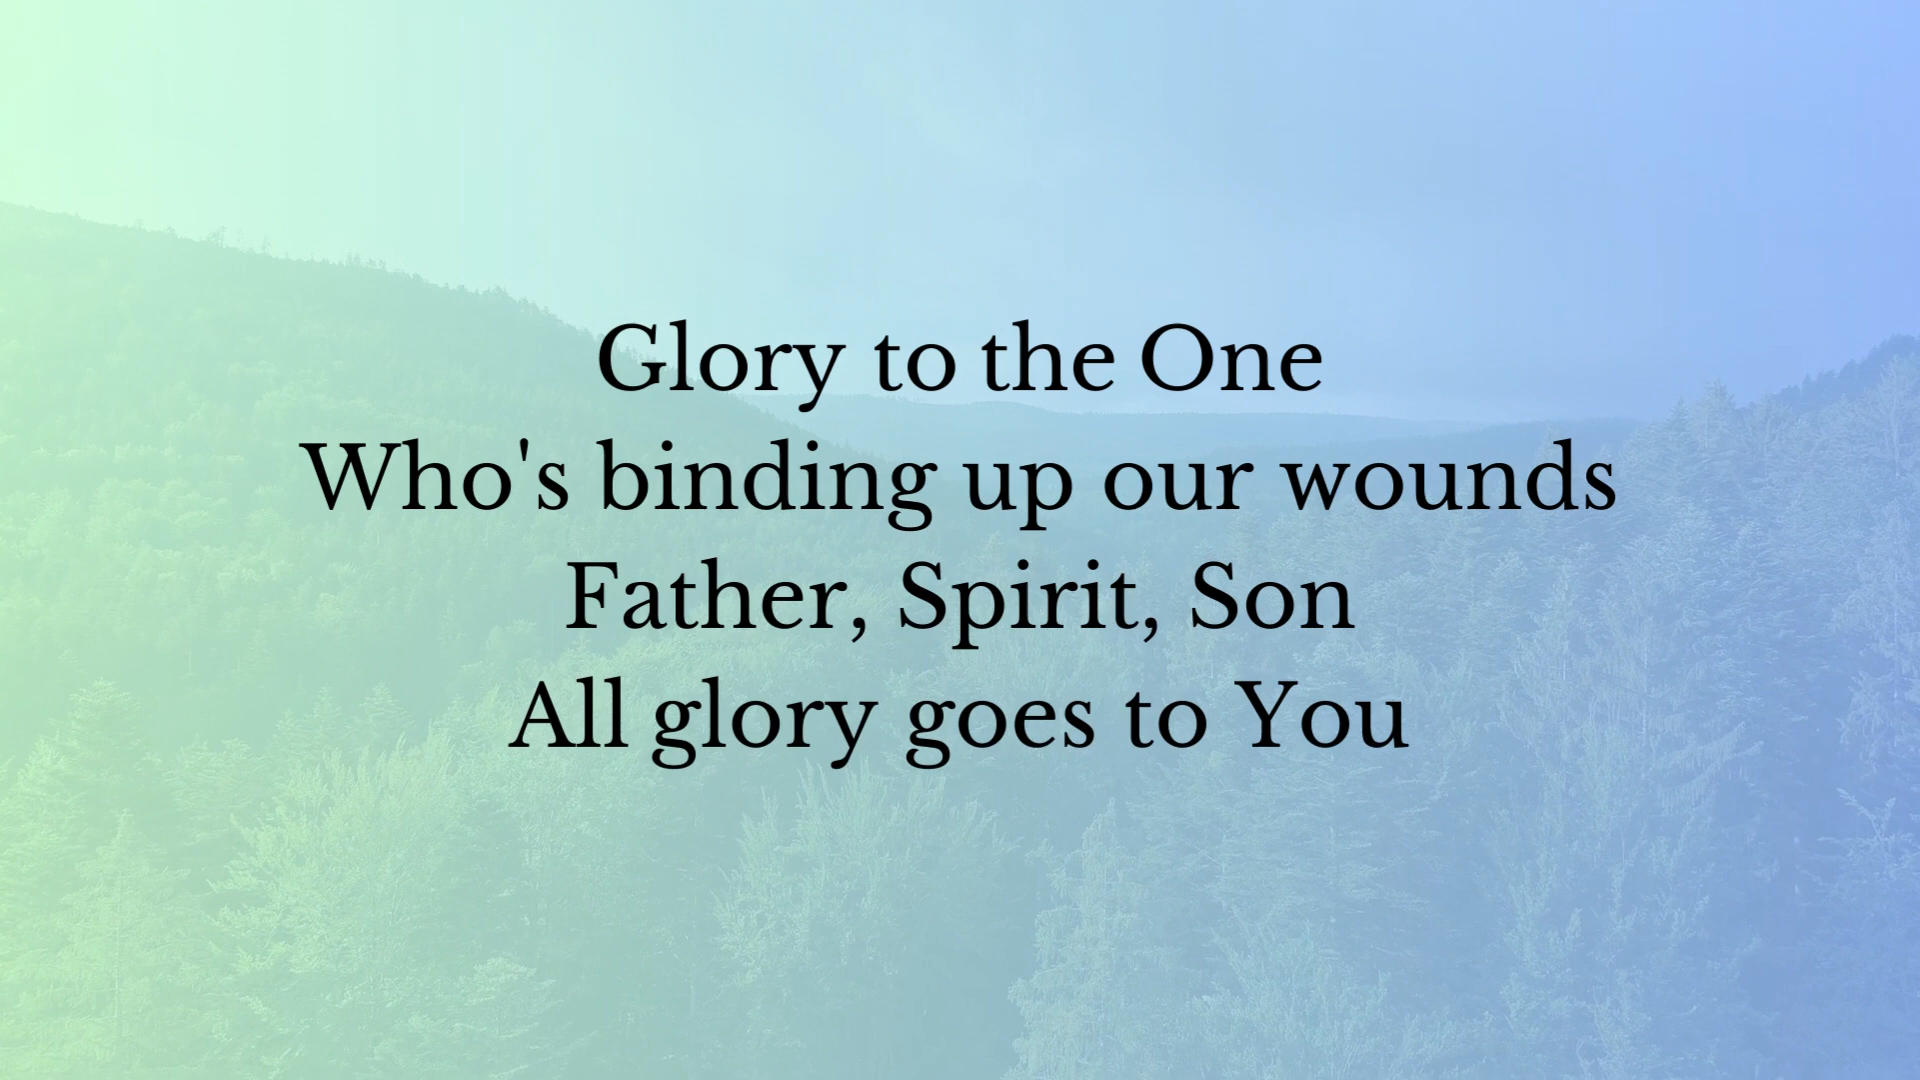 Glory to the One
Who's binding up our wounds
Father, Spirit, Son
All glory goes to You